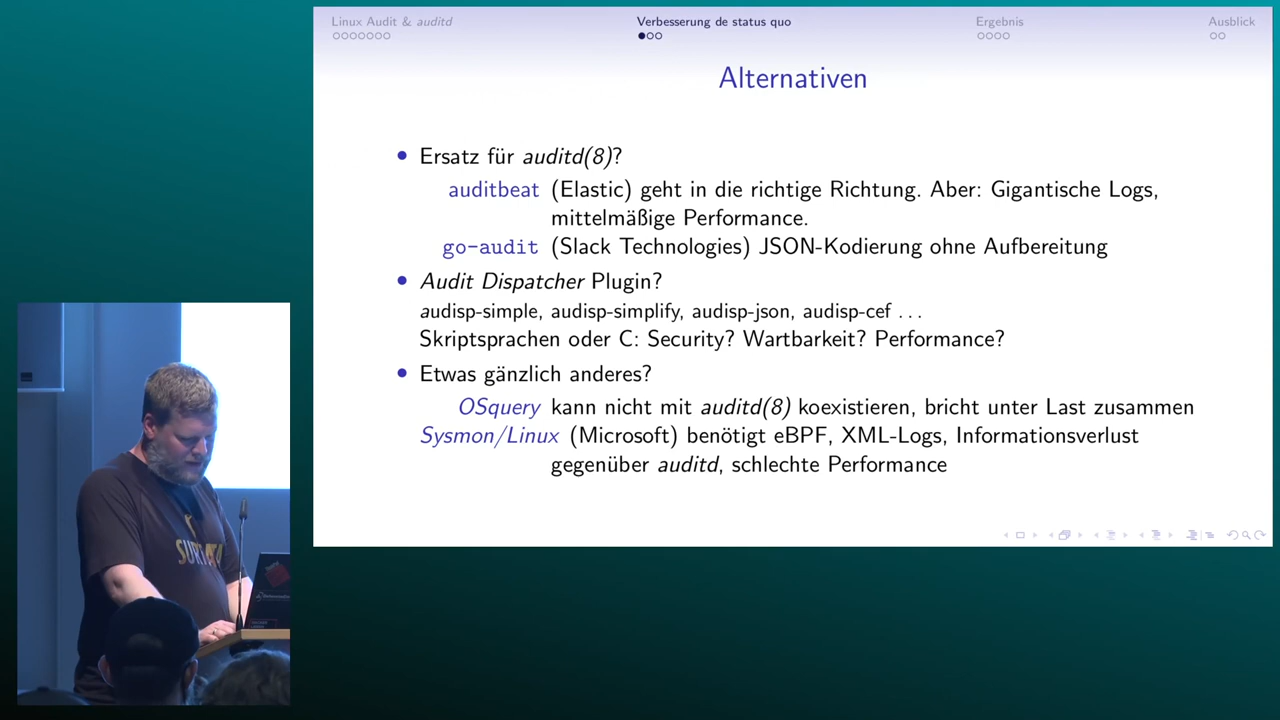 Linux Audit & auditd
Verbesserung de status quo
Ergebnis
Ausblick
Alternativen
• Ersatz für auditd(8)?
auditbeat (Elastic) geht in die richtige Richtung. Aber: Gigantische Logs,
mittelmäßige Performance.
go-audit (Slack Technologies) JSON-Kodierung ohne Aufbereitung
• Audit Dispatcher Plugin?
audisp-simple, audisp-simplify, audisp-json, audisp-cef . . .
Skriptsprachen oder C: Security? Wartbarkeit? Performance?
• Etwas gänzlich anderes?
OSquery kann nicht mit auditd(8) koexistieren, bricht unter Last zusammen
Sysmon/Linux (Microsoft) benötigt eBPF, XML-Logs, Informationsverlust
gegenüber auditd, schlechte Performance